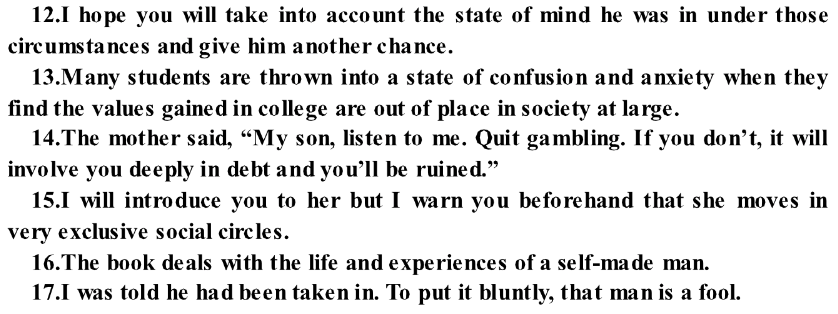 12.I hope you will take into account the state of mind he was in under those
circumstances and give him another chance.
13.Many students are thrown into a state of confusion and anxiety when they
find the values gained in college are out of place in society at large.
14.The mother said, “My son, listen to me. Quit gambling. If you don’t, it will
involve you deeply in debt and you’ll be ruined.”
15.I will introduce you to her but I warn you beforehand that she moves in
very exclusive social circles.
16.The book deals with the life and experiences of a self-made man.
17.I was told he had been taken in. To put it bluntly, that man is a fool.